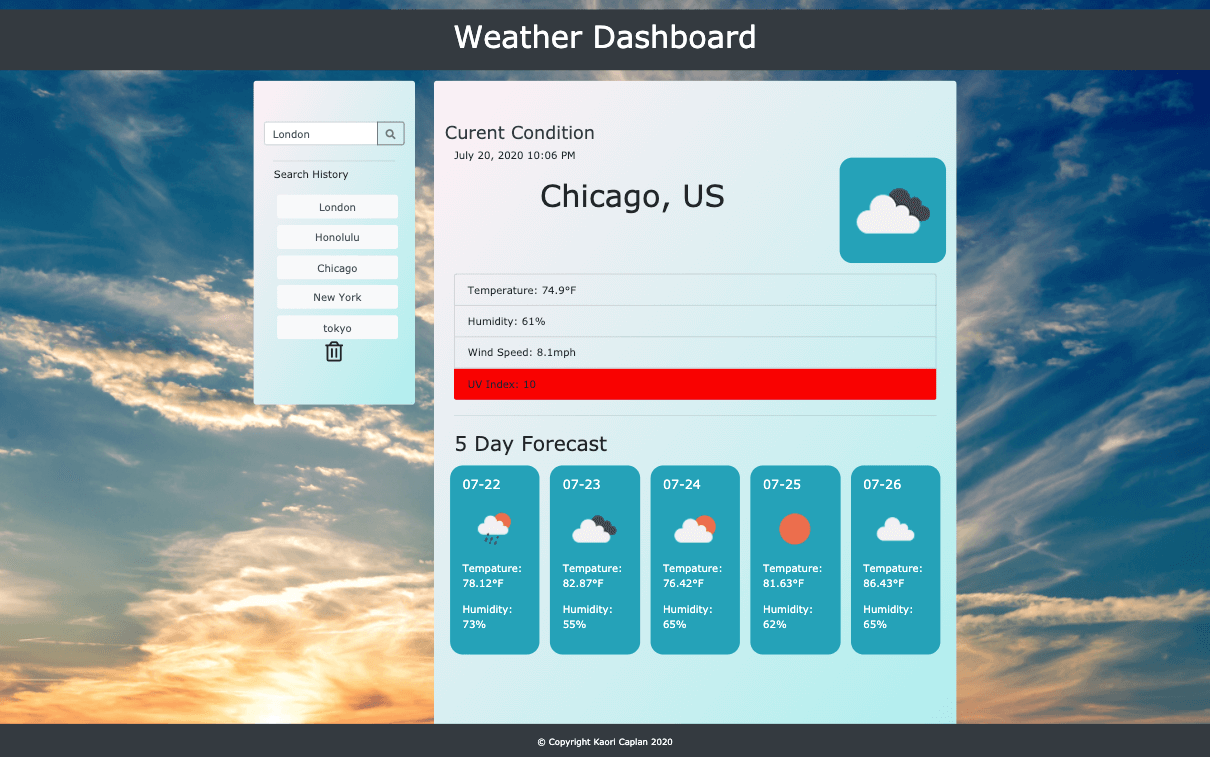 Weather Dashboard
London
Search History
London
Honolulu
Chicago
New York
tokyo
Curent Condition
July 20, 2020 10:06 PM
Chicago, US
Temperature: 74.9°F
Humidity: 61%
Wind Speed: 8.1mph
UV Index: 10
5 Day Forecast
07-22
Tempature:
78.12°F
Humidity:
73%
07-23
Tempature:
82.87°F
Humidity:
55%
07-24
Tempature:
76.42°F
Humidity:
65%
07-25
Tempature:
81.63°F
Humidity:
62%
07-26
Tempature:
86.43°F
Humidity:
65%
© Copyright Kaori Caplan 2020